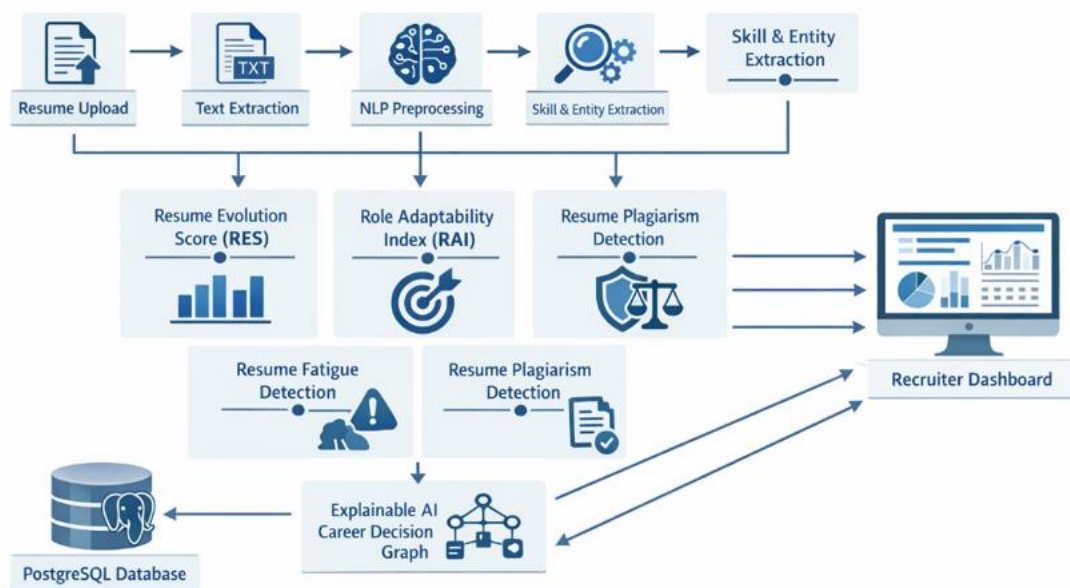 TXT
Resume Upload
Text Extraction
NLP Preprocessing
Skill & Entity Extraction
Skill & Entity
Extraction
Resume Evolution
Score (RES)
Role Adaptability
Index (RAI)
Resume Plagiarism
Detection
Recruiter Dashboard
Resume Fatigue
Detection
Resume Plagiarism
Detection
Explainable AI
Career Decision
Graph
PostgreSQL Database